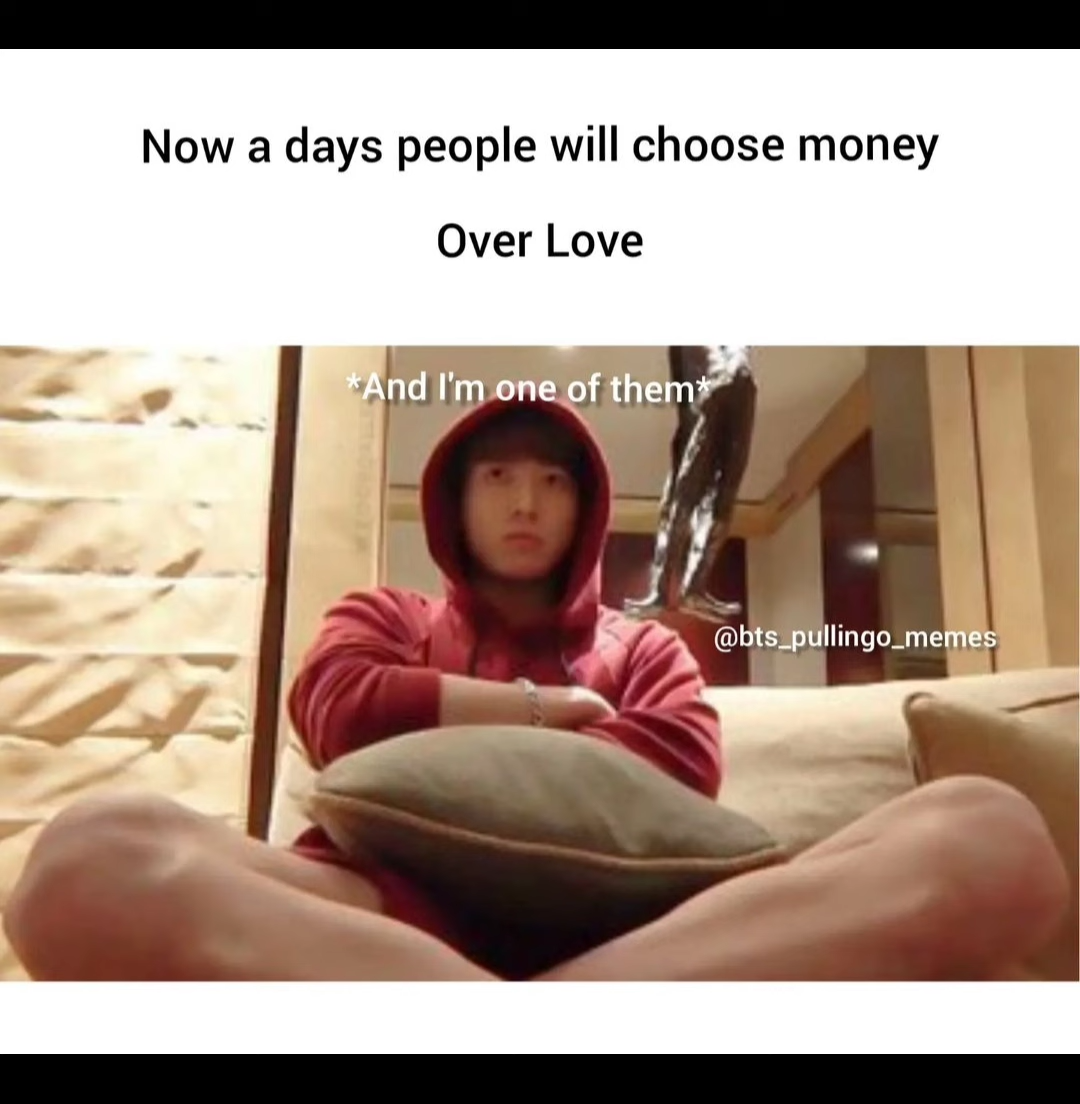 Now a days people will choose money
Over Love
*And I'm one of them*
@bts_pullingo_memes